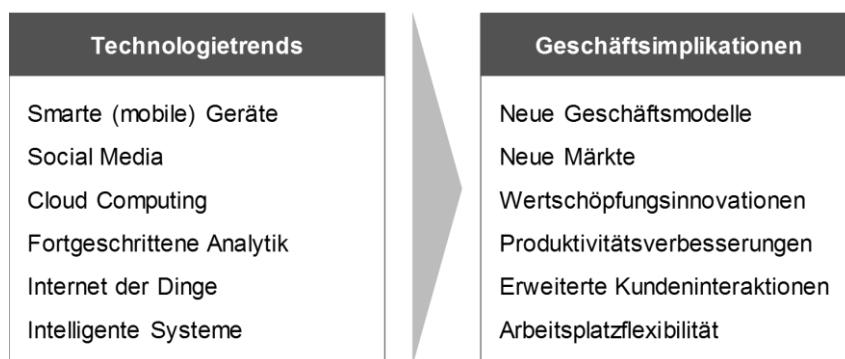 Technologietrends
Smarte (mobile) Geräte
Social Media
Cloud Computing
Fortgeschrittene Analytik
Internet der Dinge
Intelligente Systeme
Geschäftsimplikationen
Neue Geschäftsmodelle
Neue Märkte
Wertschöpfungsinnovationen
Produktivitätsverbesserungen
Erweiterte Kundeninteraktionen
Arbeitsplatzflexibilität